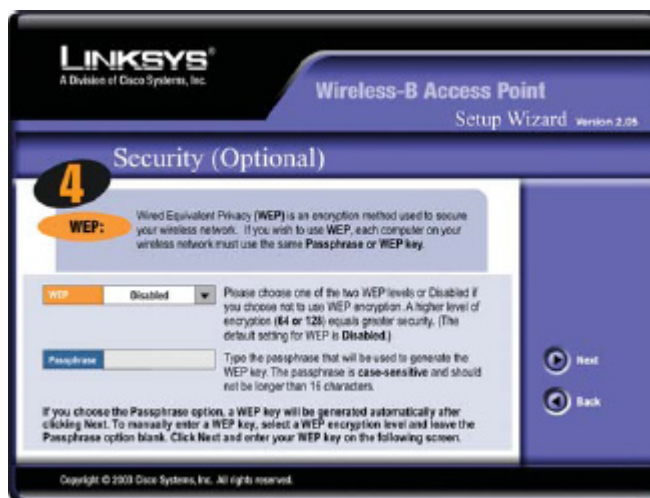 LINKSYS®
A Division of Cisco Systems, Inc.
Wireless-B Access Point
Setup Wizard Version 2.05
Security (Optional)
4
WEP:
Wired Equivalent Privacy (WEP) is an encryption method used to secure
your wireless network. If you wish to use WEP, each computer on your
wireless network must use the same Passphrase or WEP key.
WEP Disabled
Please choose one of the two WEP levels or Disabled if
you choose not to use WEP encryption. A higher level of
encryption (64 or 128) equals greater security. (The
default setting for WEP is Disabled.)
Passphrase
Type the passphrase that will be used to generate the
WEP key. The passphrase is case-sensitive and should
not be longer than 16 characters.
If you choose the Passphrase option, a WEP key will be generated automatically after
clicking Next. To manually enter a WEP key, select a WEP encryption level and leave the
Passphrase option blank. Click Next and enter your WEP key on the following screen.
Next
Back
Copyright © 2003 Cisco Systems, Inc. All rights reserved.